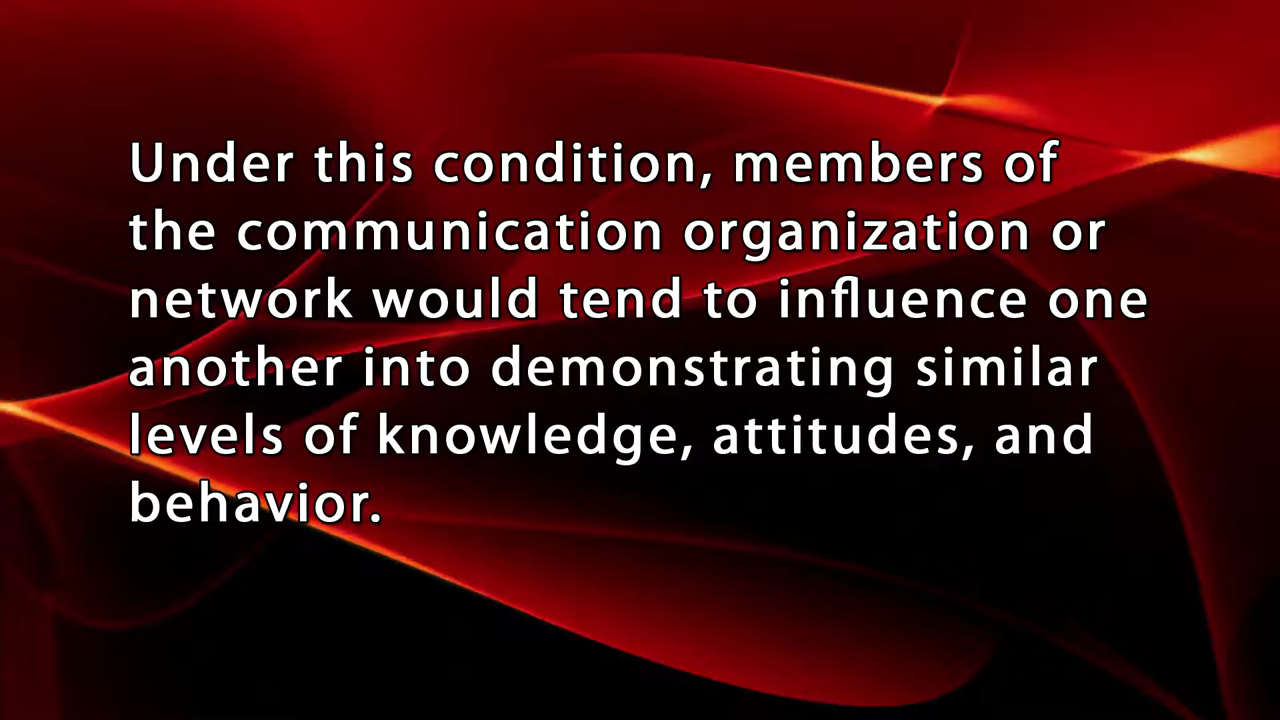 Under this condition, members of
the communication organization or
network would tend to influence one
another into demonstrating similar
levels of knowledge, attitudes, and
behavior.